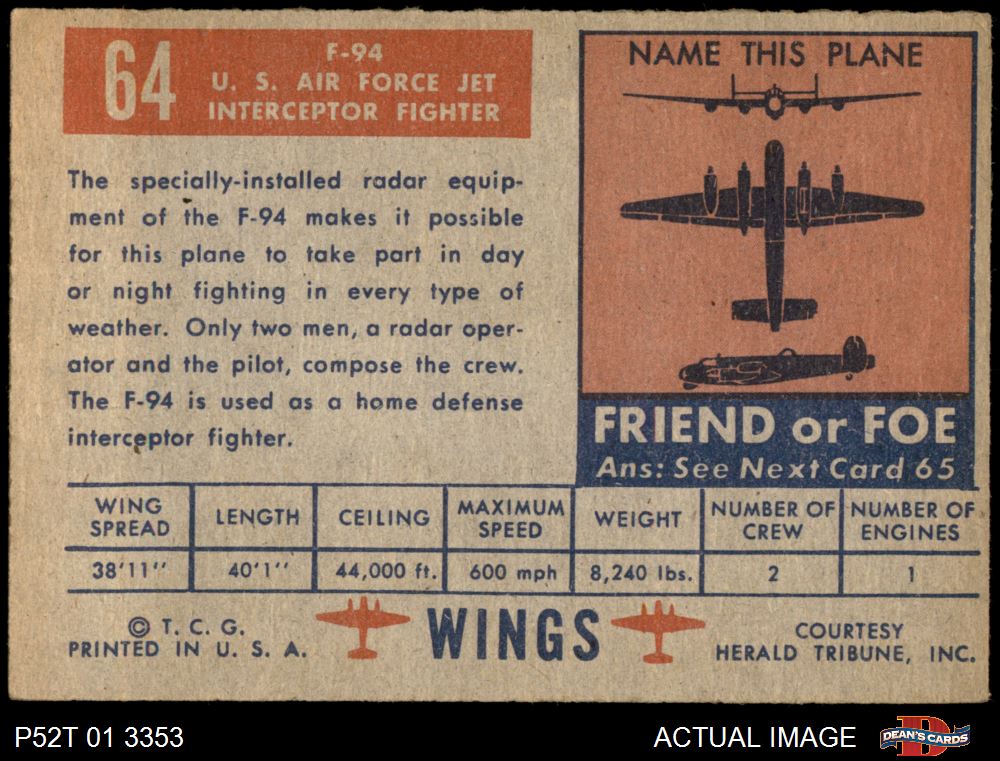 64
F-94
U. S. AIR FORCE JET
INTERCEPTOR FIGHTER
The specially-installed radar equip-
ment of the F-94 makes it possible
for this plane to take part in day
or night fighting in every type of
weather. Only two men, a radar oper-
ator and the pilot, compose the crew.
The F-94 is used as a home defense
interceptor fighter.
NAME THIS PLANE
FRIEND or FOE
Ans: See Next Card 65
WING SPREAD
LENGTH
CEILING
MAXIMUM SPEED
WEIGHT
NUMBER OF CREW
NUMBER OF ENGINES
38'11''
40'1''
44,000 ft.
600 mph
8,240 lbs.
2
1
© T. C. G.
PRINTED IN U. S. A.
WINGS
COURTESY
HERALD TRIBUNE, INC.
P52T 01 3353
ACTUAL IMAGE
D
DEAN'S CARDS